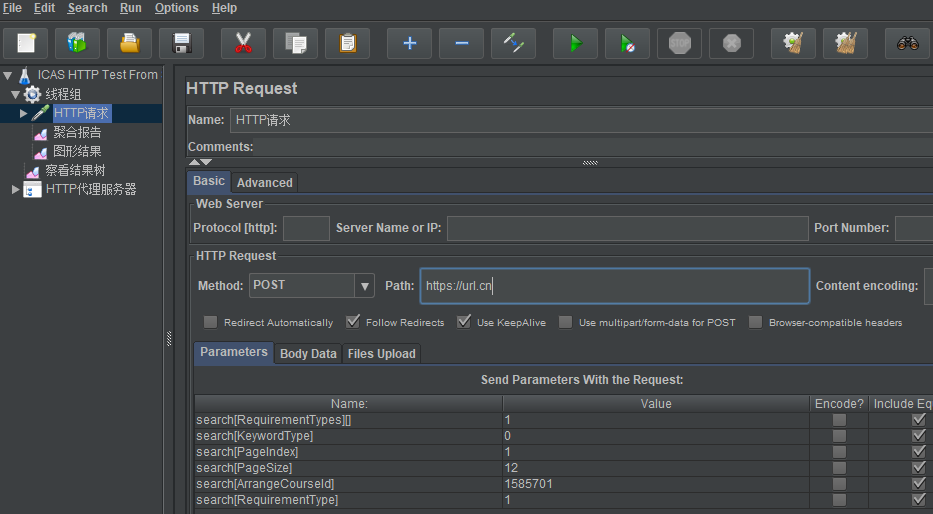 File Edit Search Run Options Help
STOP
ICAS HTTP Test From
线程组
HTTP请求
聚合报告
图形结果
察看结果树
HTTP代理服务器
HTTP Request
Name: HTTP请求
Comments:
Basic Advanced
Web Server
Protocol [http]: Server Name or IP: Port Number:
HTTP Request
Method: POST Path: https://url.cn Content encoding:
Redirect Automatically Follow Redirects Use KeepAlive Use multipart/form-data for POST Browser-compatible headers
Parameters Body Data Files Upload
Send Parameters With the Request:
Name: Value Encode? Include Eq
search[RequirementTypes][] 1
search[KeywordType] 0
search[PageIndex] 1
search[PageSize] 12
search[ArrangeCourseId] 1585701
search[RequirementType] 1